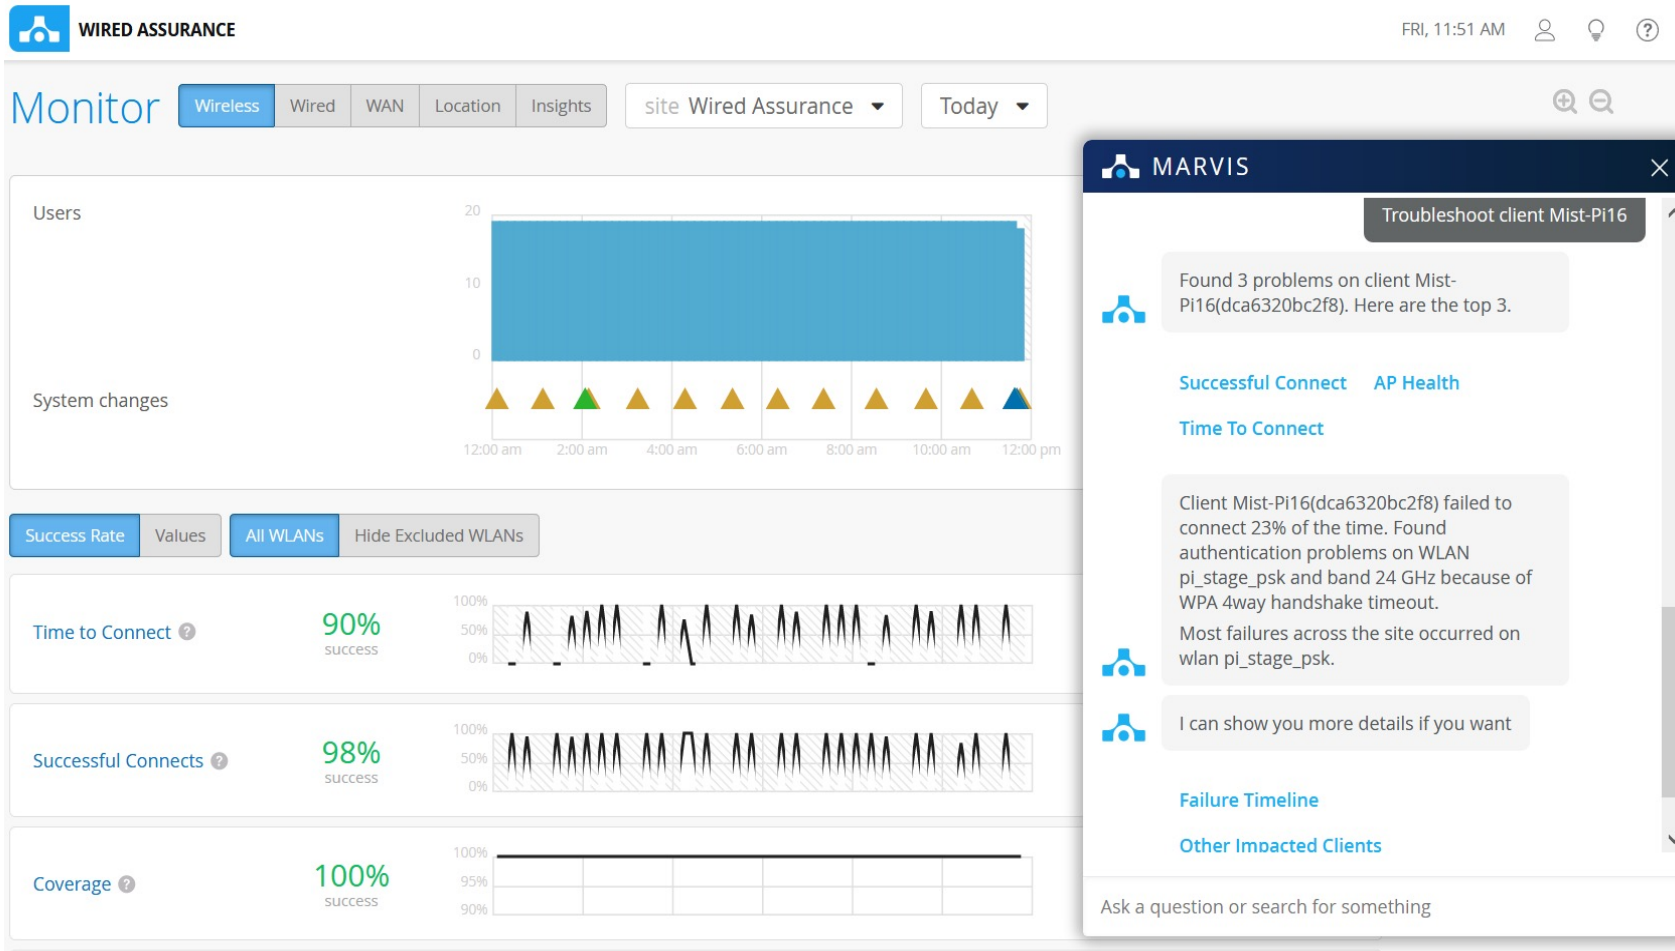 WIRED ASSURANCE
FRI, 11:51 AM
?
Monitor
Wireless
Wired
WAN
Location
Insights
site Wired Assurance
Today
Users
20
10
0
System changes
12:00 am
2:00 am
4:00 am
6:00 am
8:00 am
10:00 am
12:00 pm
Success Rate
Values
All WLANs
Hide Excluded WLANs
Time to Connect ?
90%
success
100%
50%
0%
Successful Connects ?
98%
success
100%
50%
0%
Coverage ?
100%
success
100%
95%
90%
MARVIS
Troubleshoot client Mist-Pi16
Found 3 problems on client Mist-
Pi16(dca6320bc2f8). Here are the top 3.
Successful Connect
AP Health
Time To Connect
Client Mist-Pi16(dca6320bc2f8) failed to
connect 23% of the time. Found
authentication problems on WLAN
pi_stage_psk and band 24 GHz because of
WPA 4way handshake timeout.
Most failures across the site occurred on
wlan pi_stage_psk.
I can show you more details if you want
Failure Timeline
Other Impacted Clients
Ask a question or search for something